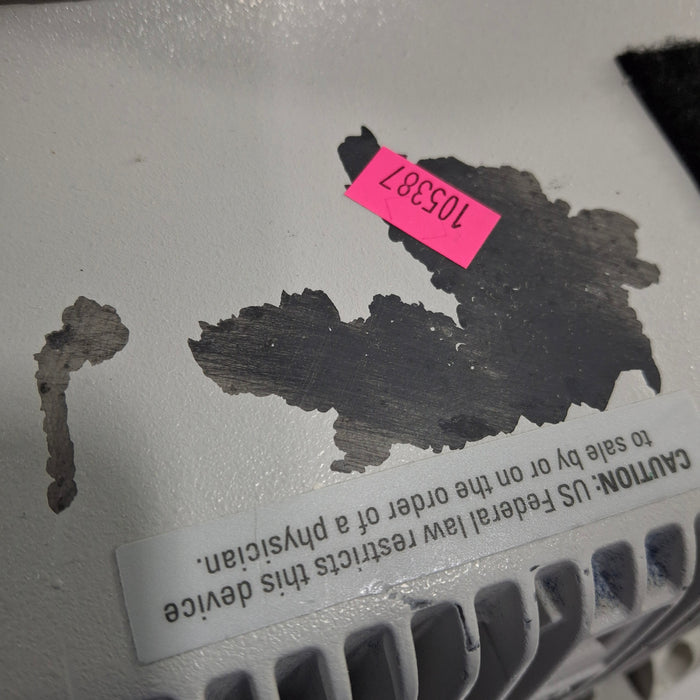 105387
CAUTION: US Federal law restricts this device
to sale by or on the order of a physician.